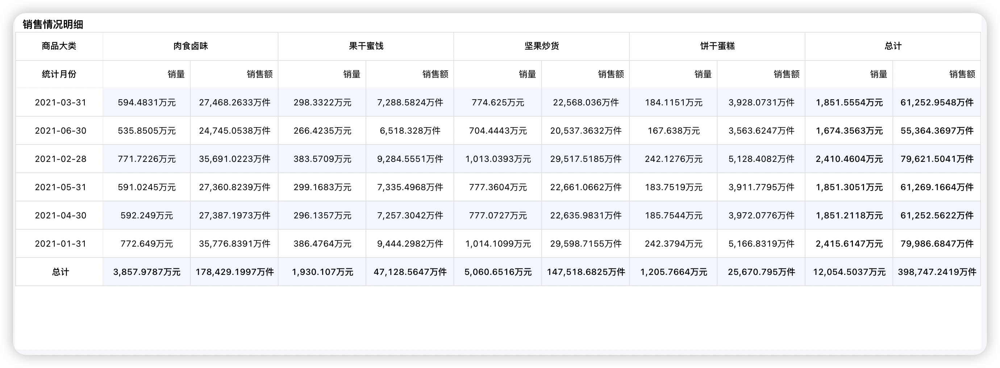 销售情况明细
商品大类 肉食卤味 果干蜜饯 坚果炒货 饼干蛋糕 总计
统计月份 销量 销售额 销量 销售额 销量 销售额 销量 销售额 销量 销售额
2021-03-31 594.4831万元 27,468.2633万件 298.3322万元 7,288.5824万件 774.625万元 22,568.036万件 184.1151万元 3,928.0731万件 1,851.5554万元 61,252.9548万件
2021-06-30 535.8505万元 24,745.0538万件 266.4235万元 6,518.328万件 704.4443万元 20,537.3632万件 167.638万元 3,563.6247万件 1,674.3563万元 55,364.3697万件
2021-02-28 771.7226万元 35,691.0223万件 383.5709万元 9,284.5551万件 1,013.0393万元 29,517.5185万件 242.1276万元 5,128.4082万件 2,410.4604万元 79,621.5041万件
2021-05-31 591.0245万元 27,360.8239万件 299.1683万元 7,335.4968万件 777.3604万元 22,661.0662万件 183.7519万元 3,911.7795万件 1,851.3051万元 61,269.1664万件
2021-04-30 592.249万元 27,387.1973万件 296.1357万元 7,257.3042万件 777.0727万元 22,635.9831万件 185.7544万元 3,972.0776万件 1,851.2118万元 61,252.5622万件
2021-01-31 772.649万元 35,776.8391万件 386.4764万元 9,444.2982万件 1,014.1099万元 29,598.7155万件 242.3794万元 5,166.8319万件 2,415.6147万元 79,986.6847万件
总计 3,857.9787万元 178,429.1997万件 1,930.107万元 47,128.5647万件 5,060.6516万元 147,518.6825万件 1,205.7664万元 25,670.795万件 12,054.5037万元 398,747.2419万件